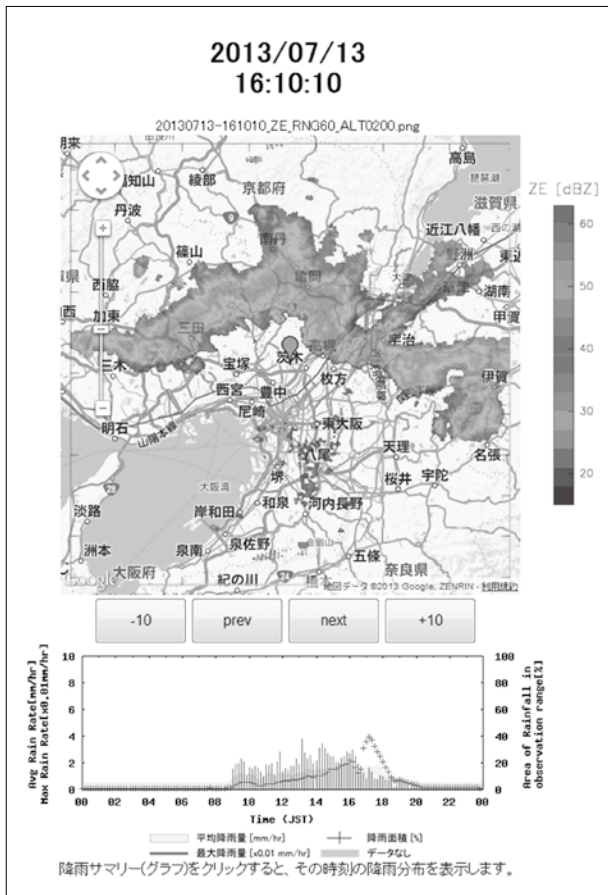 2013/07/13
16:10:10
20130713-161010_ZE_RNG60_ALT0200.png
ZE [dBZ]
高島
琵琶湖
綾部
京都府
滋賀県
丹波
近江八幡
南丹
野洲
篠山
亀岡
草津
湖南
西脇
甲賀
加東
三田
宇治
高槻
茨木
宝塚
伊賀
三木
枚方
西宮
豊中
尼崎
明石
山陽本線
東大阪
名張
八尾
天理
堺
大阪湾
桜井
宇陀
和泉
淡路
岸和田
河内長野
泉佐野
泉南
洲本
五條
奈良県
Google
大阪府
紀の川
橋本
地図データ ©2013 Google, ZENRIN - 利用規約
60
50
40
30
20
-10
prev
next
+10
Avg Rain Rate[mm/hr]
Max Rain Rate[x0.01mm/hr]
10
8
6
4
2
0
100
80
60
40
20
0
Area of Rainfall in
observation range[%]
00 02 04 06 08 10 12 14 16 18 20 22 00
Time (JST)
平均降雨量 [mm/hr] 降雨面積 [%]
最大降雨量 [x0.01 mm/hr] データなし
降雨サマリー(グラフ)をクリックすると、その時刻の降雨分布を表示します。